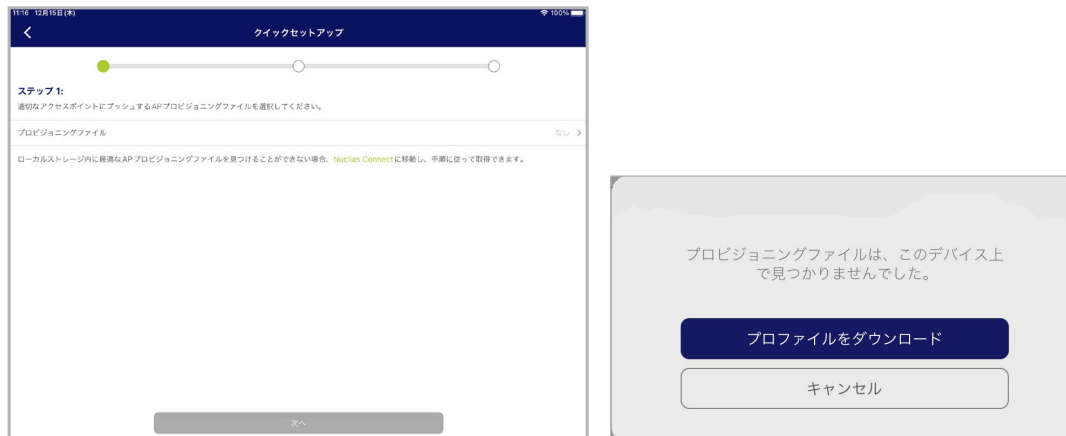 11:16 12月15日(木)
100%
クイックセットアップ
ステップ 1:
適切なアクセスポイントにプッシュするAPプロビジョニングファイルを選択してください。
プロビジョニングファイル
なし
ローカルストレージ内に最適なAPプロビジョニングファイルを見つけることができない場合、Nuclias Connectに移動し、手順に従って取得できます。
次へ
プロビジョニングファイルは、このデバイス上
で見つかりませんでした。
プロファイルをダウンロード
キャンセル